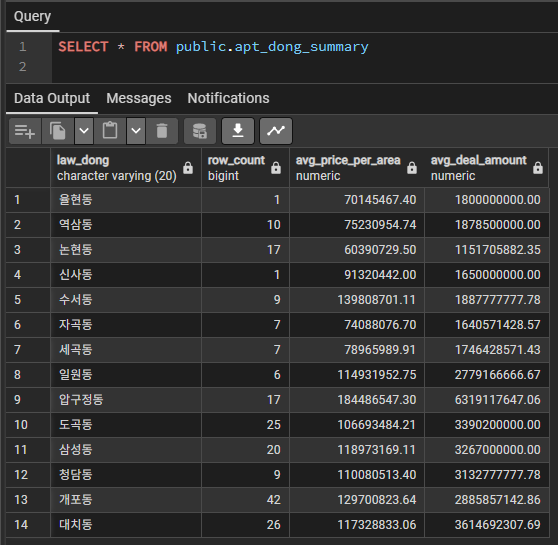 Query
1 SELECT * FROM public.apt_dong_summary
2
Data Output Messages Notifications
law_dong row_count avg_price_per_area avg_deal_amount
character varying (20) bigint numeric numeric
1 율현동 1 70145467.40 1800000000.00
2 역삼동 10 75230954.74 1878500000.00
3 논현동 17 60390729.50 1151705882.35
4 신사동 1 91320442.00 1650000000.00
5 수서동 9 139808701.11 1887777777.78
6 자곡동 7 74088076.70 1640571428.57
7 세곡동 7 78965989.91 1746428571.43
8 일원동 6 114931952.75 2779166666.67
9 압구정동 17 184486547.30 6319117647.06
10 도곡동 25 106693484.21 3390200000.00
11 삼성동 20 118973169.11 3267000000.00
12 청담동 9 110080513.40 3132777777.78
13 개포동 42 129700823.64 2885857142.86
14 대치동 26 117328833.06 3614692307.69